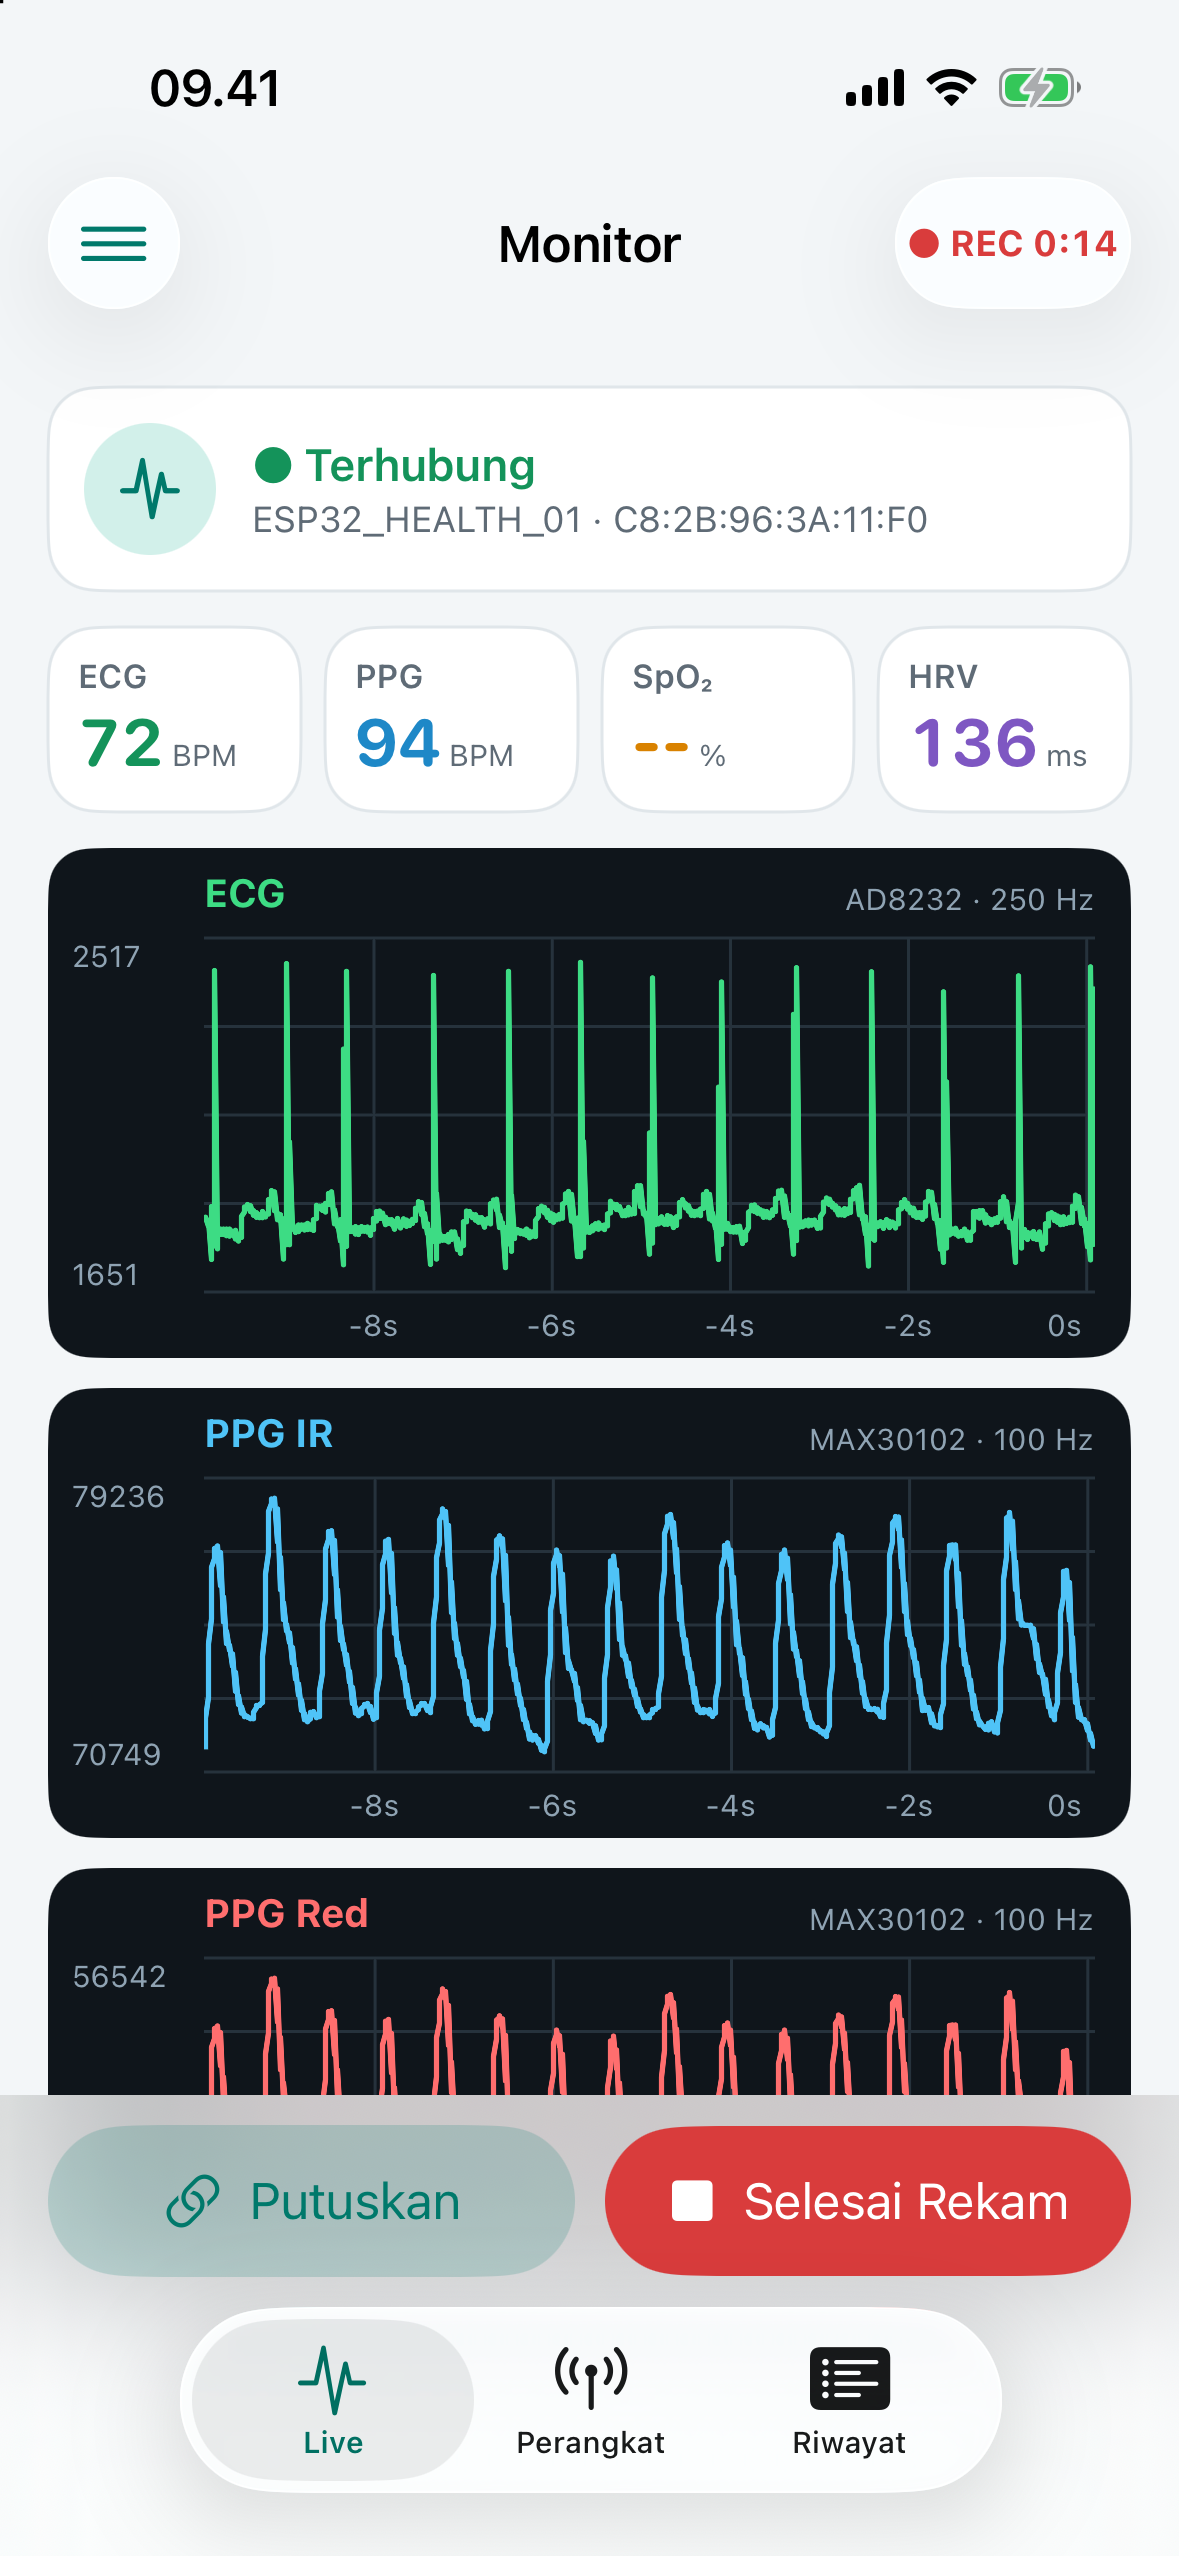 09.41
Monitor
REC 0:14
Terhubung
ESP32_HEALTH_01 · C8:2B:96:3A:11:F0
ECG
72 BPM
PPG
94 BPM
SpO₂
-- %
HRV
136 ms
ECG
AD8232 · 250 Hz
2517
1651
-8s -6s -4s -2s 0s
PPG IR
MAX30102 · 100 Hz
79236
70749
-8s -6s -4s -2s 0s
PPG Red
MAX30102 · 100 Hz
56542
Putuskan
Selesai Rekam
Live
Perangkat
Riwayat